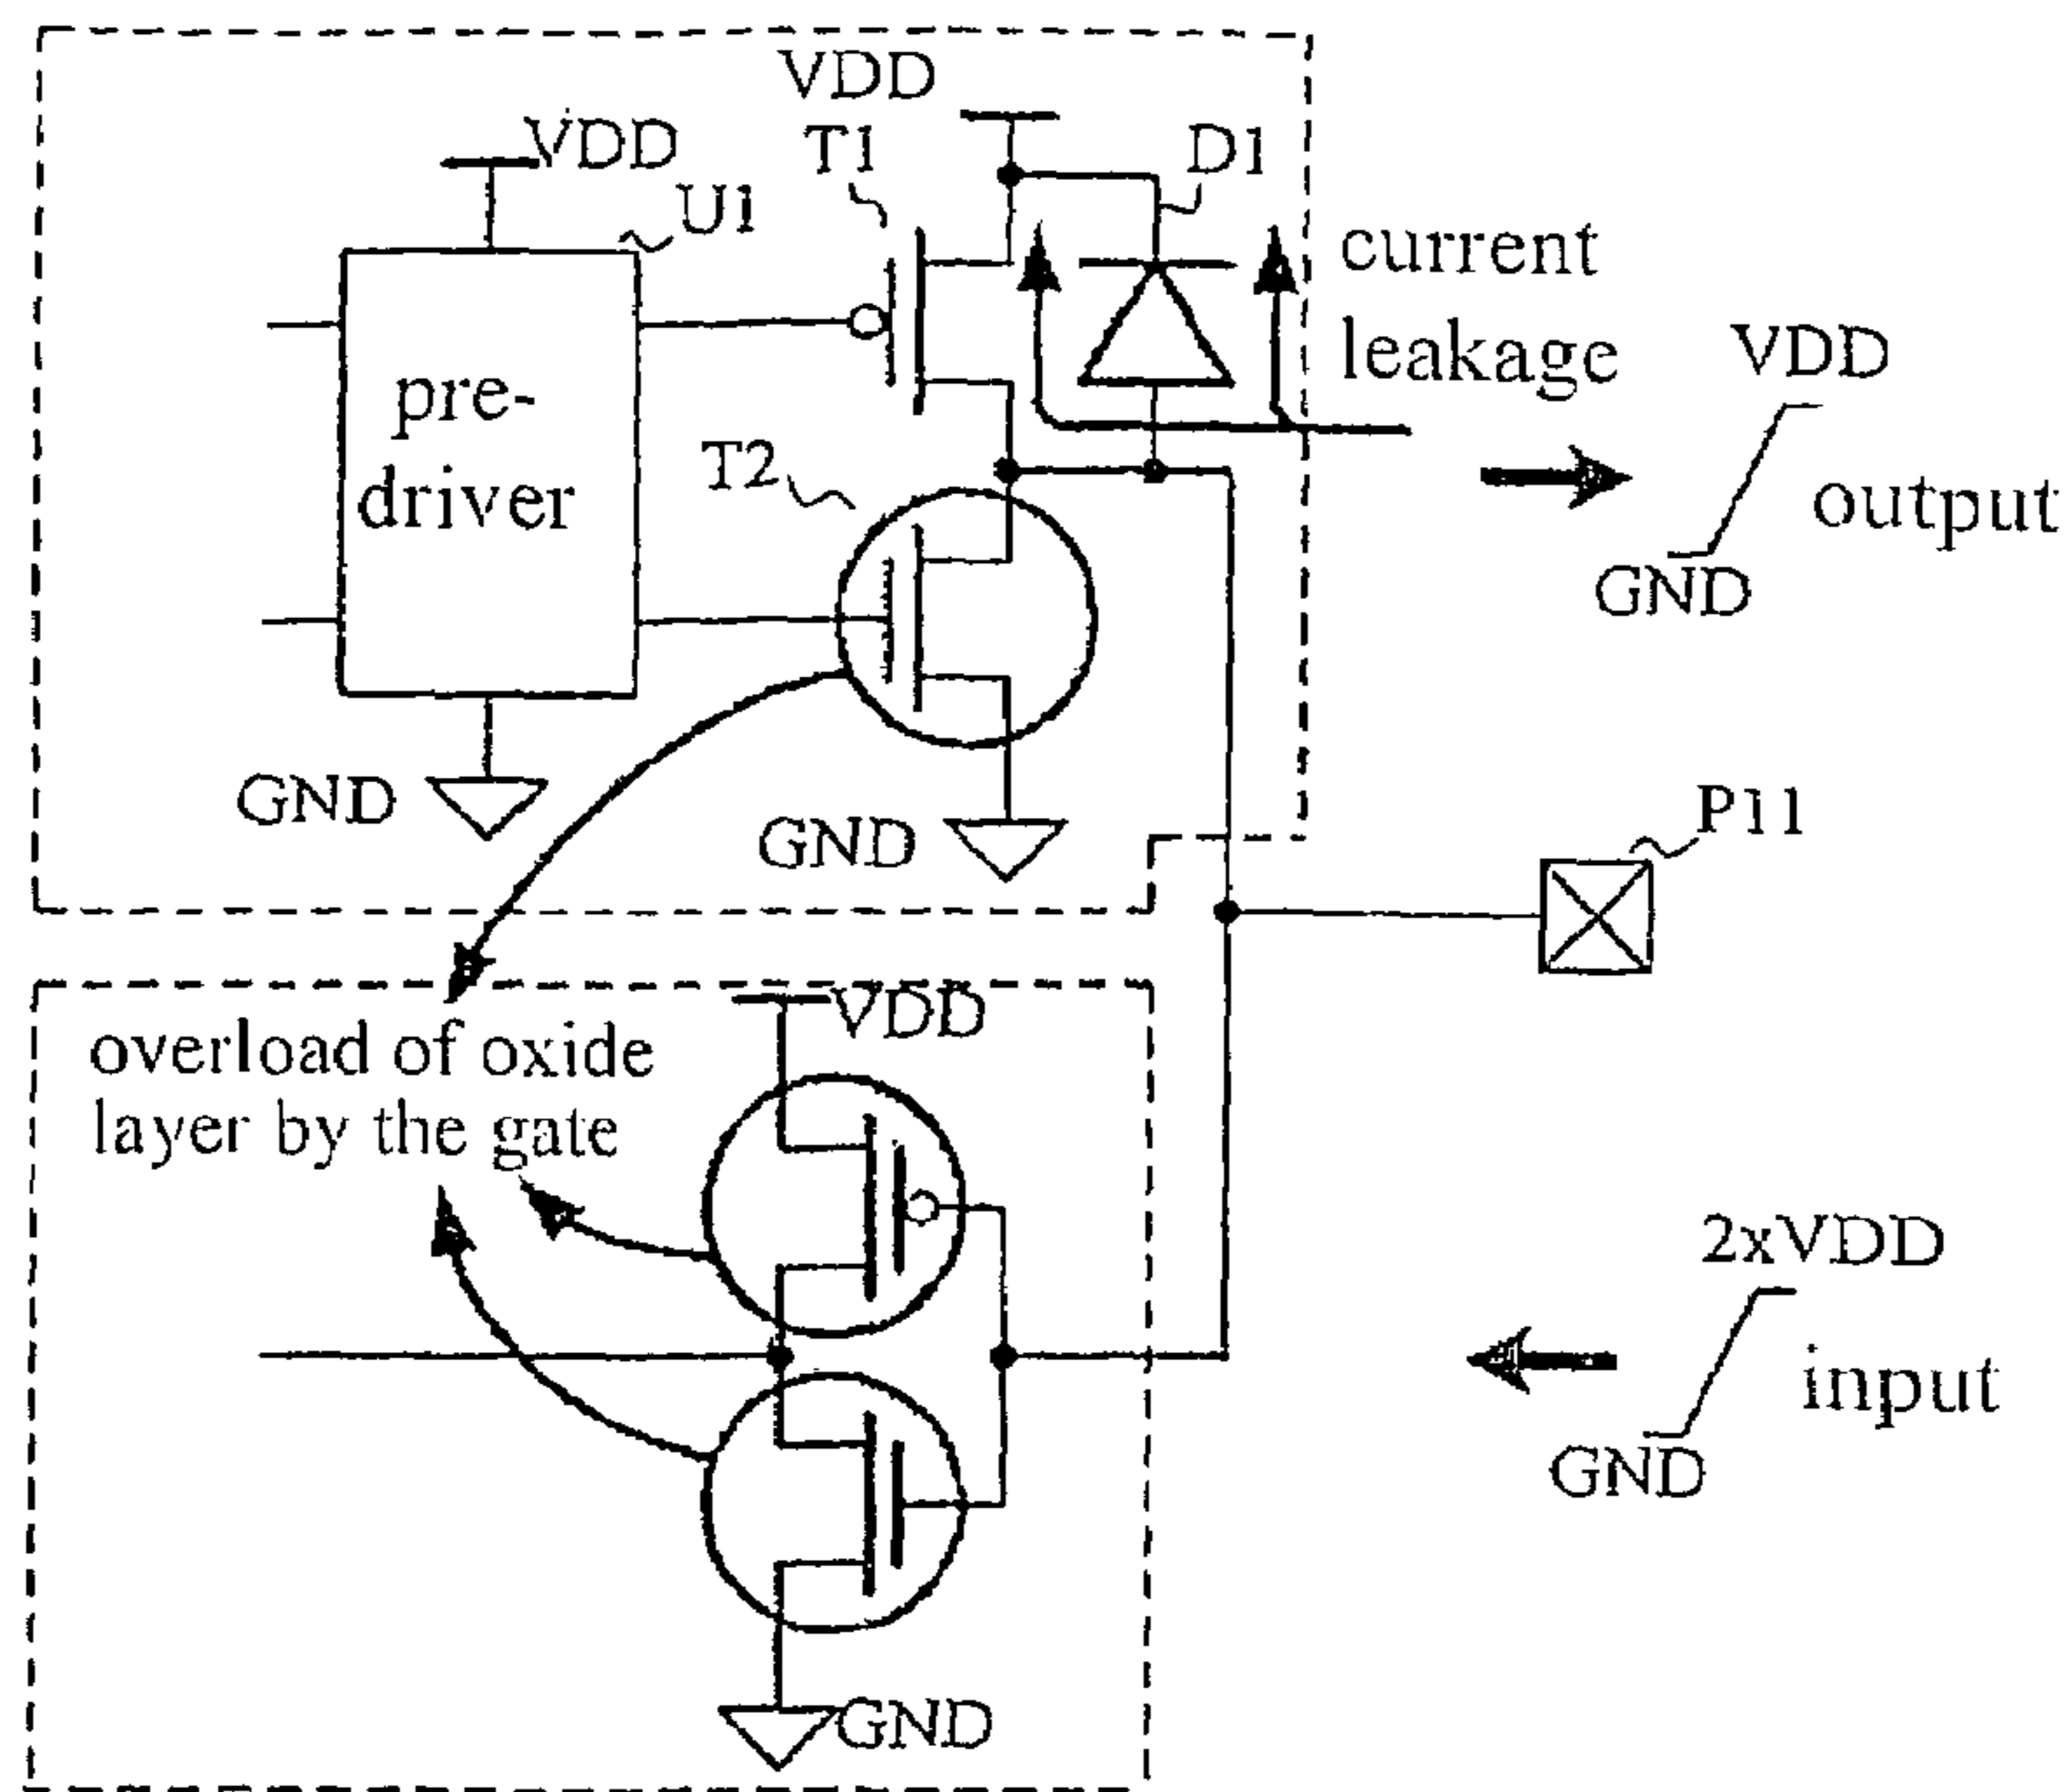 VDD
T1
D1
VDD
U1
current
leakage
VDD
pre-
driver
T2
output
GND
GND
GND
P11
VDD
overload of oxide
layer by the gate
2xVDD
input
GND
GND